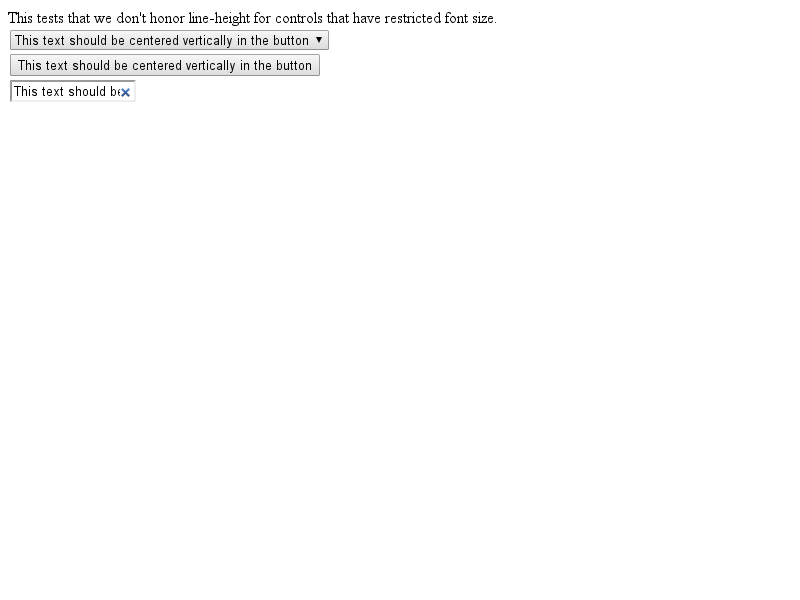 This tests that we don't honor line-height for controls that have restricted font size.
This text should be centered vertically in the button
This text should be centered vertically in the button
This text should